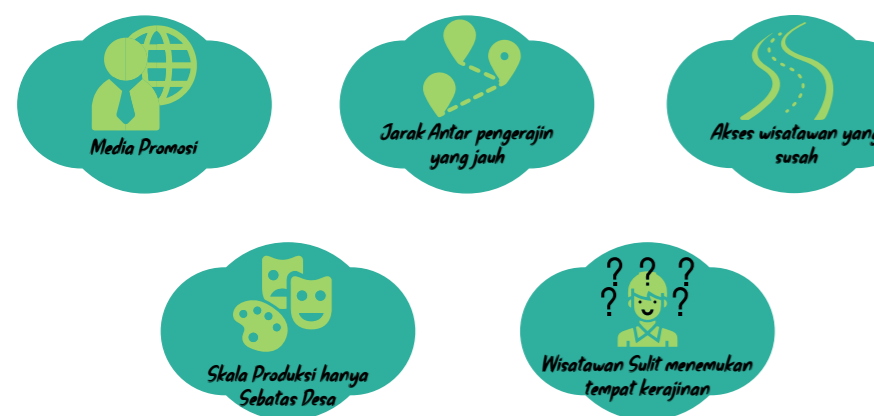 Media Promosi
Jarak Antar pengerajin
yang jauh
Akses wisatawan yang
susah
? ? ?
? ?
Skala Produksi hanya
Sebatas Desa
Wisatawan Sulit menemukan
tempat kerajinan